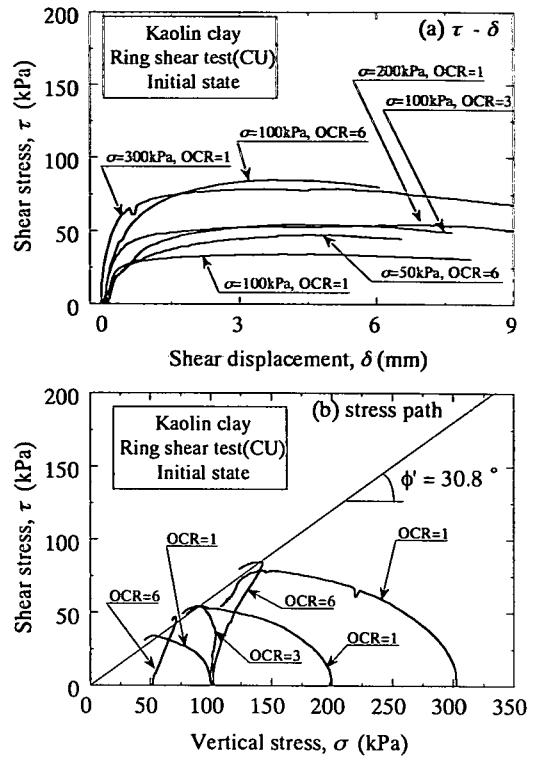 Kaolin clay
Ring shear test(CU)
Initial state
(a) τ - δ
σ=200kPa, OCR=1
σ=100kPa, OCR=3
σ=300kPa, OCR=1
σ=100kPa, OCR=6
σ=50kPa, OCR=6
σ=100kPa, OCR=1
200
150
100
50
0
Shear stress, τ (kPa)
0
3
6
9
Shear displacement, δ (mm)
Kaolin clay
Ring shear test(CU)
Initial state
(b) stress path
ϕ' = 30.8 °
OCR=1
OCR=1
OCR=6
OCR=6
OCR=3
OCR=1
200
150
100
50
0
Shear stress, τ (kPa)
0
50
100
150
200
250
300
350
Vertical stress, σ (kPa)